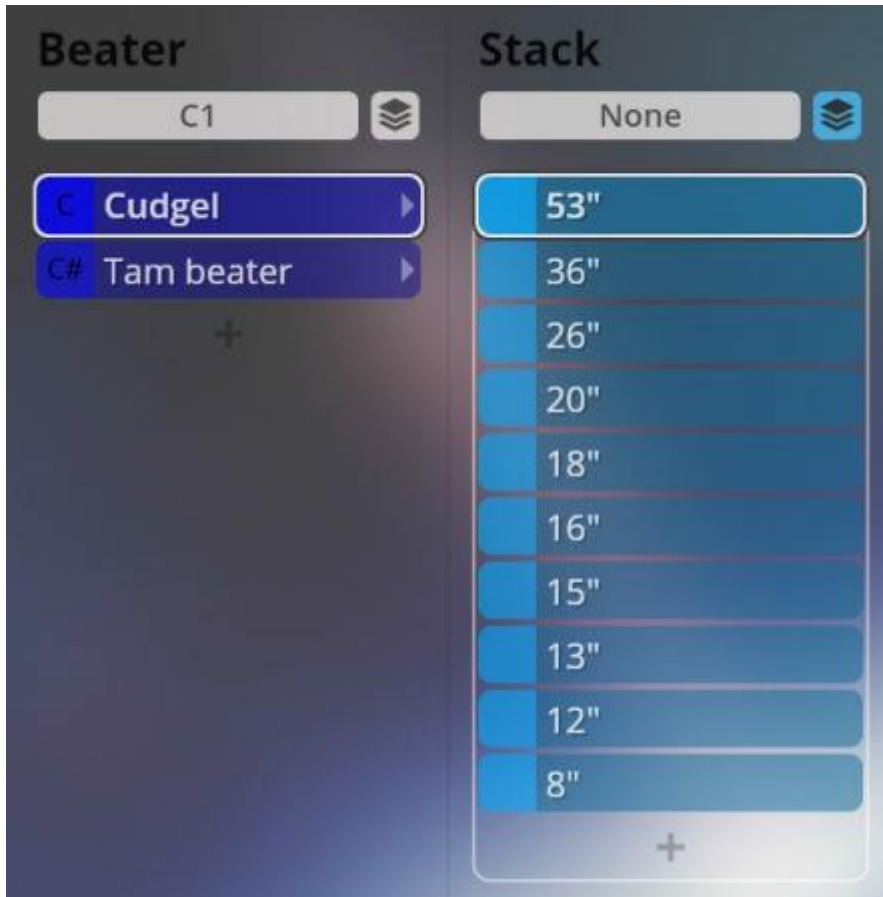 Beater
C1
C Cudgel
C# Tam beater
+
Stack
None
53"
36"
26"
20"
18"
16"
15"
13"
12"
8"
+